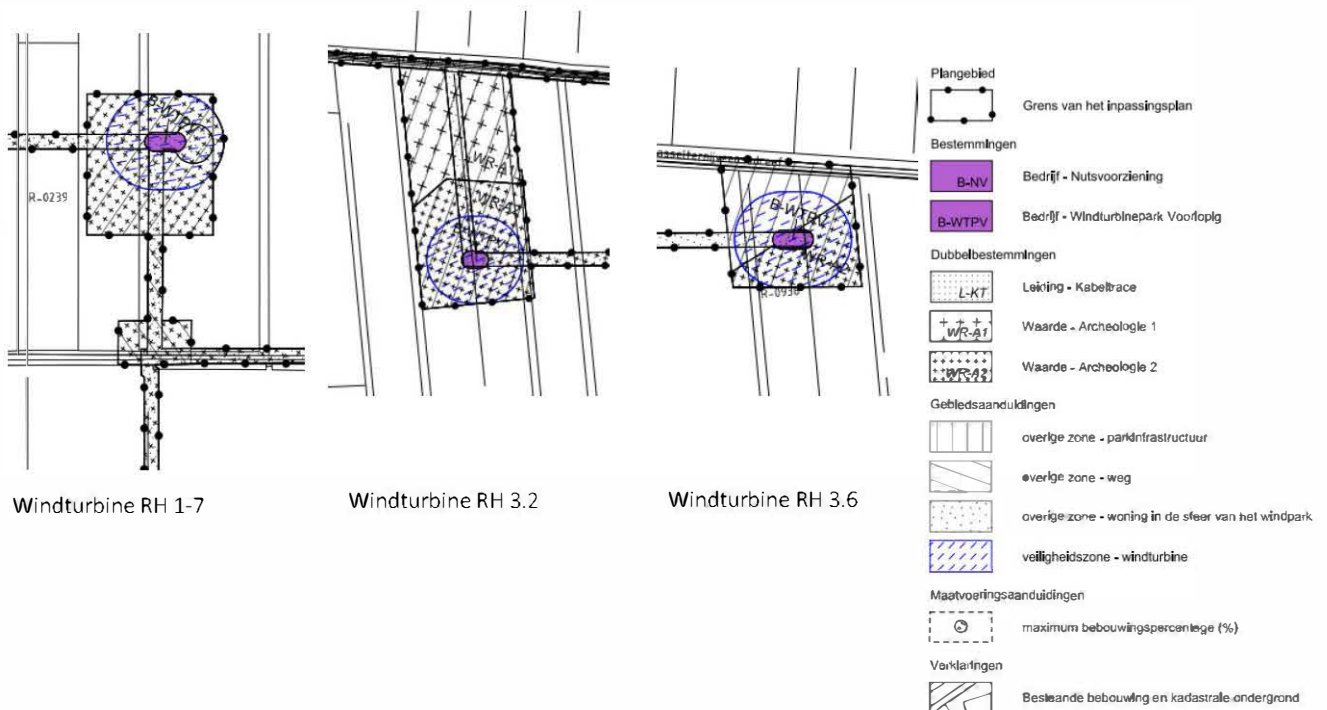 B-WTPV
R-0239
Windturbine RH 1-7
WR-A
WR-A2
Windturbine RH 3.2
B-WTPV
R-0930
Windturbine RH 3.6
Plangebied
Grens van het inpassingsplan
Bestemmingen
B-NV Bedrijf - Nutsvoorziening
B-WTPV Bedrijf - Windturbinepark Voorlopig
Dubbelbestemmingen
L-KT Leiding - Kabeltrace
WR-A1 Waarde - Archeologie 1
WR-A2 Waarde - Archeologie 2
Gebiedsaanduidingen
overige zone - parkinfrastructuur
overige zone - weg
overige zone - woning in de sfeer van het windpark
veiligheidszone - windturbine
Maatvoeringsaanduidingen
maximum bebouwingspercentage (%)
Verklaringen
Bestaande bebouwing en kadastrale ondergrond